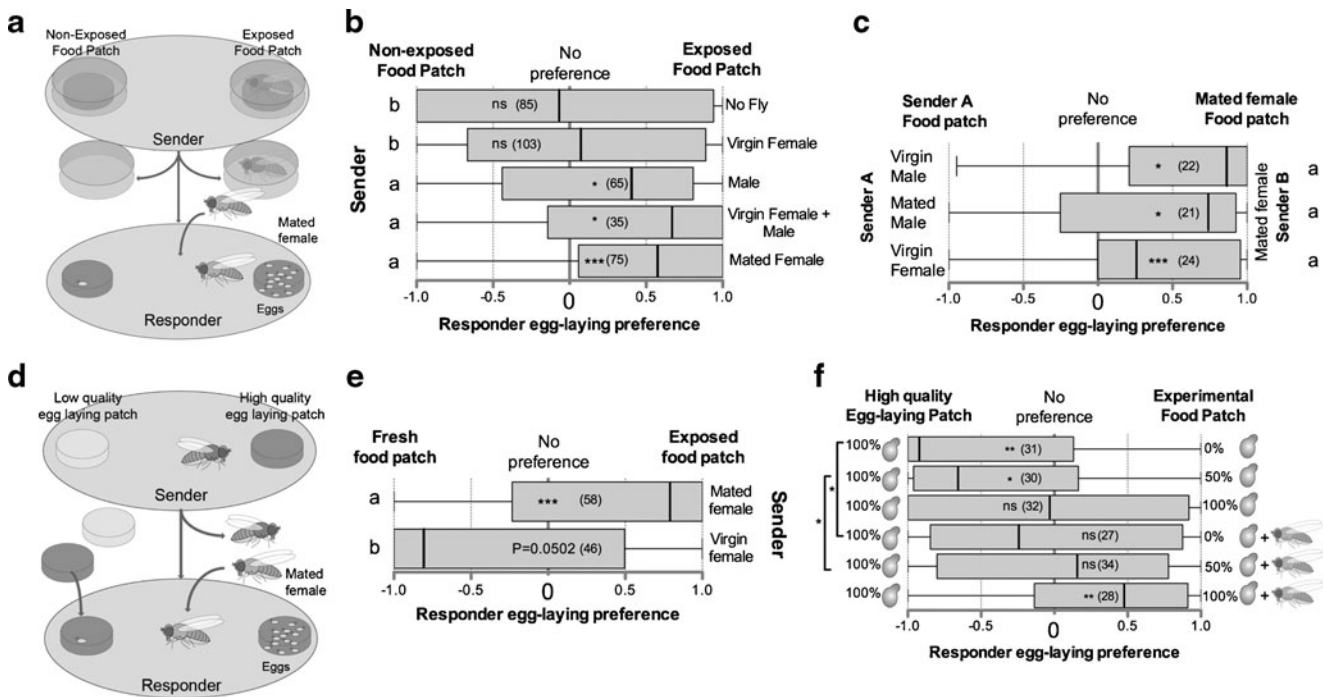 a
Non-Exposed
Food Patch
Exposed
Food Patch
Sender
Mated
female
Eggs
Responder
b
Non-exposed
Food Patch
No
preference
Exposed
Food Patch
Sender
b ns (85) No Fly
b ns (103) Virgin Female
a * (65) Male
a * (35) Virgin Female +
Male
a *** (75) Mated Female
-1.0 -0.5 0 0.5 1.0
Responder egg-laying preference
c
Sender A
Food patch
No
preference
Mated female
Food patch
Sender A
Virgin
Male
* (22) a
Mated
Male
* (21) a
Virgin
Female
*** (24) a
Mated female
Sender B
-1.0 -0.5 0 0.5 1.0
Responder egg-laying preference
d
Low quality
egg laying patch
High quality
egg laying patch
Sender
Mated
female
Eggs
Responder
e
Fresh
food patch
No
preference
Exposed
food patch
a *** (58) Mated
female
b P=0.0502 (46) Virgin
female
Sender
-1.0 -0.5 0 0.5 1.0
Responder egg-laying preference
f
High quality
Egg-laying Patch
No
preference
Experimental
Food Patch
100% ** (31) 0%
100% * (30) 50%
100% ns (32) 100%
100% ns (27) 0% +
100% ns (34) 50% +
100% ** (28) 100% +
*
*
-1.0 -0.5 0 0.5 1.0
Responder egg-laying preference